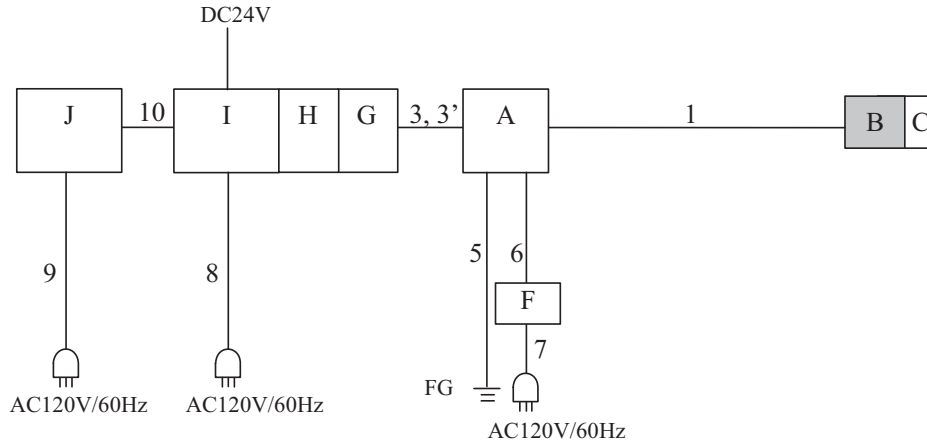 DC24V
J
10
I
H
G
3, 3’
A
1
B
C
9
8
5
6
F
7
FG
AC120V/60Hz
AC120V/60Hz
AC120V/60Hz